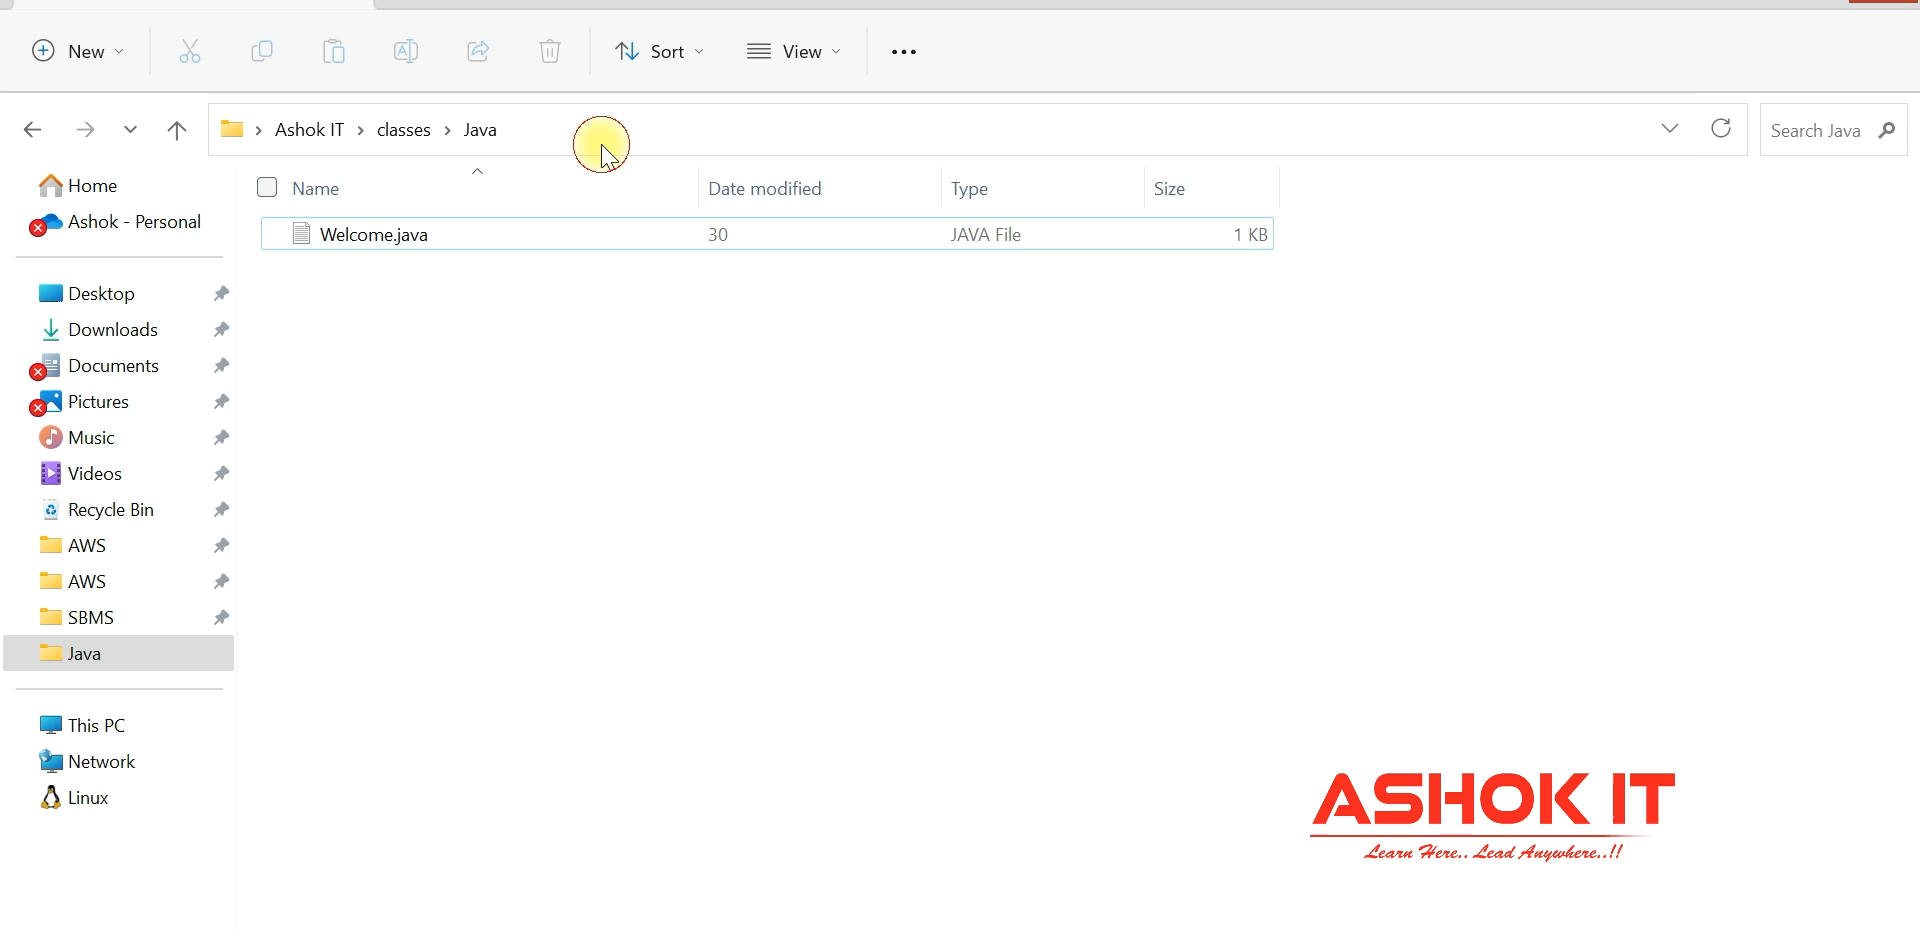 New
Sort
View
Ashok IT > classes > Java
Search Java
Name
Date modified
Type
Size
Welcome.java
30
JAVA File
1 KB
Home
Ashok - Personal
Desktop
Downloads
Documents
Pictures
Music
Videos
Recycle Bin
AWS
AWS
SBMS
Java
This PC
Network
Linux
ASHOK IT
Learn Here.. Lead Anywhere..!!